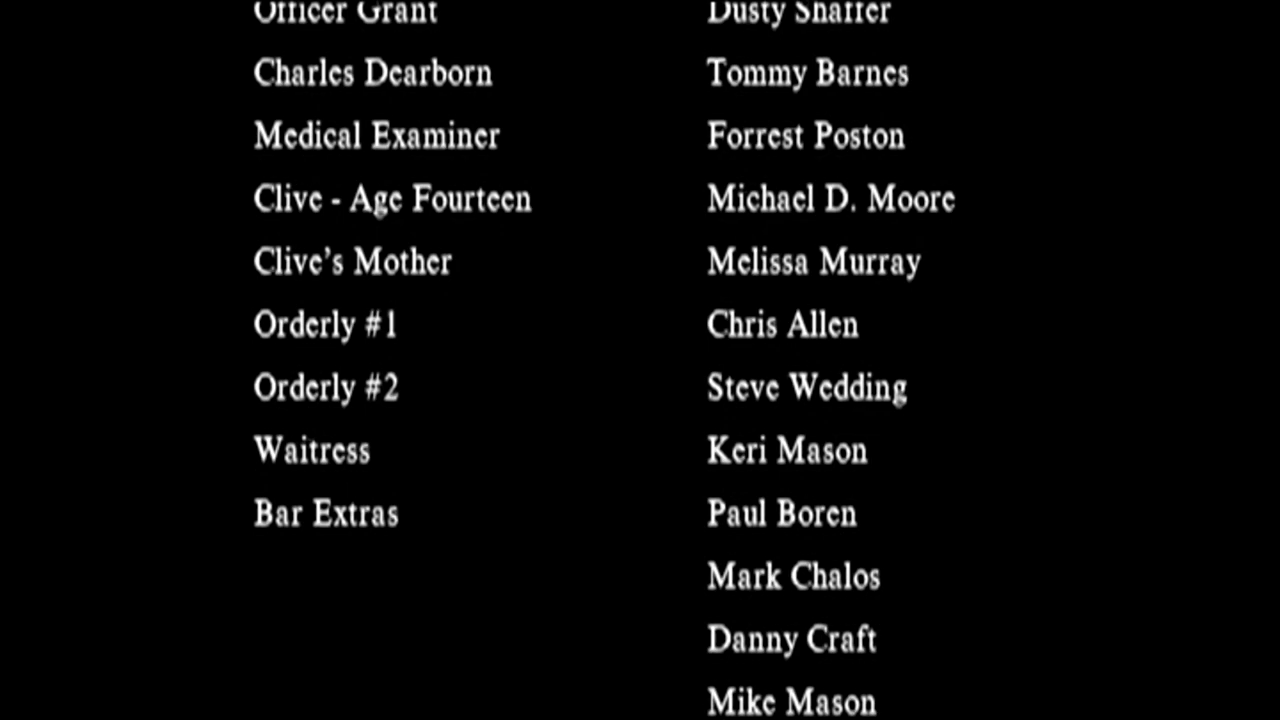 Officer Grant Dusty Shaffer
Charles Dearborn Tommy Barnes
Medical Examiner Forrest Poston
Clive - Age Fourteen Michael D. Moore
Clive's Mother Melissa Murray
Orderly #1 Chris Allen
Orderly #2 Steve Wedding
Waitress Keri Mason
Bar Extras Paul Boren
Mark Chalos
Danny Craft
Mike Mason